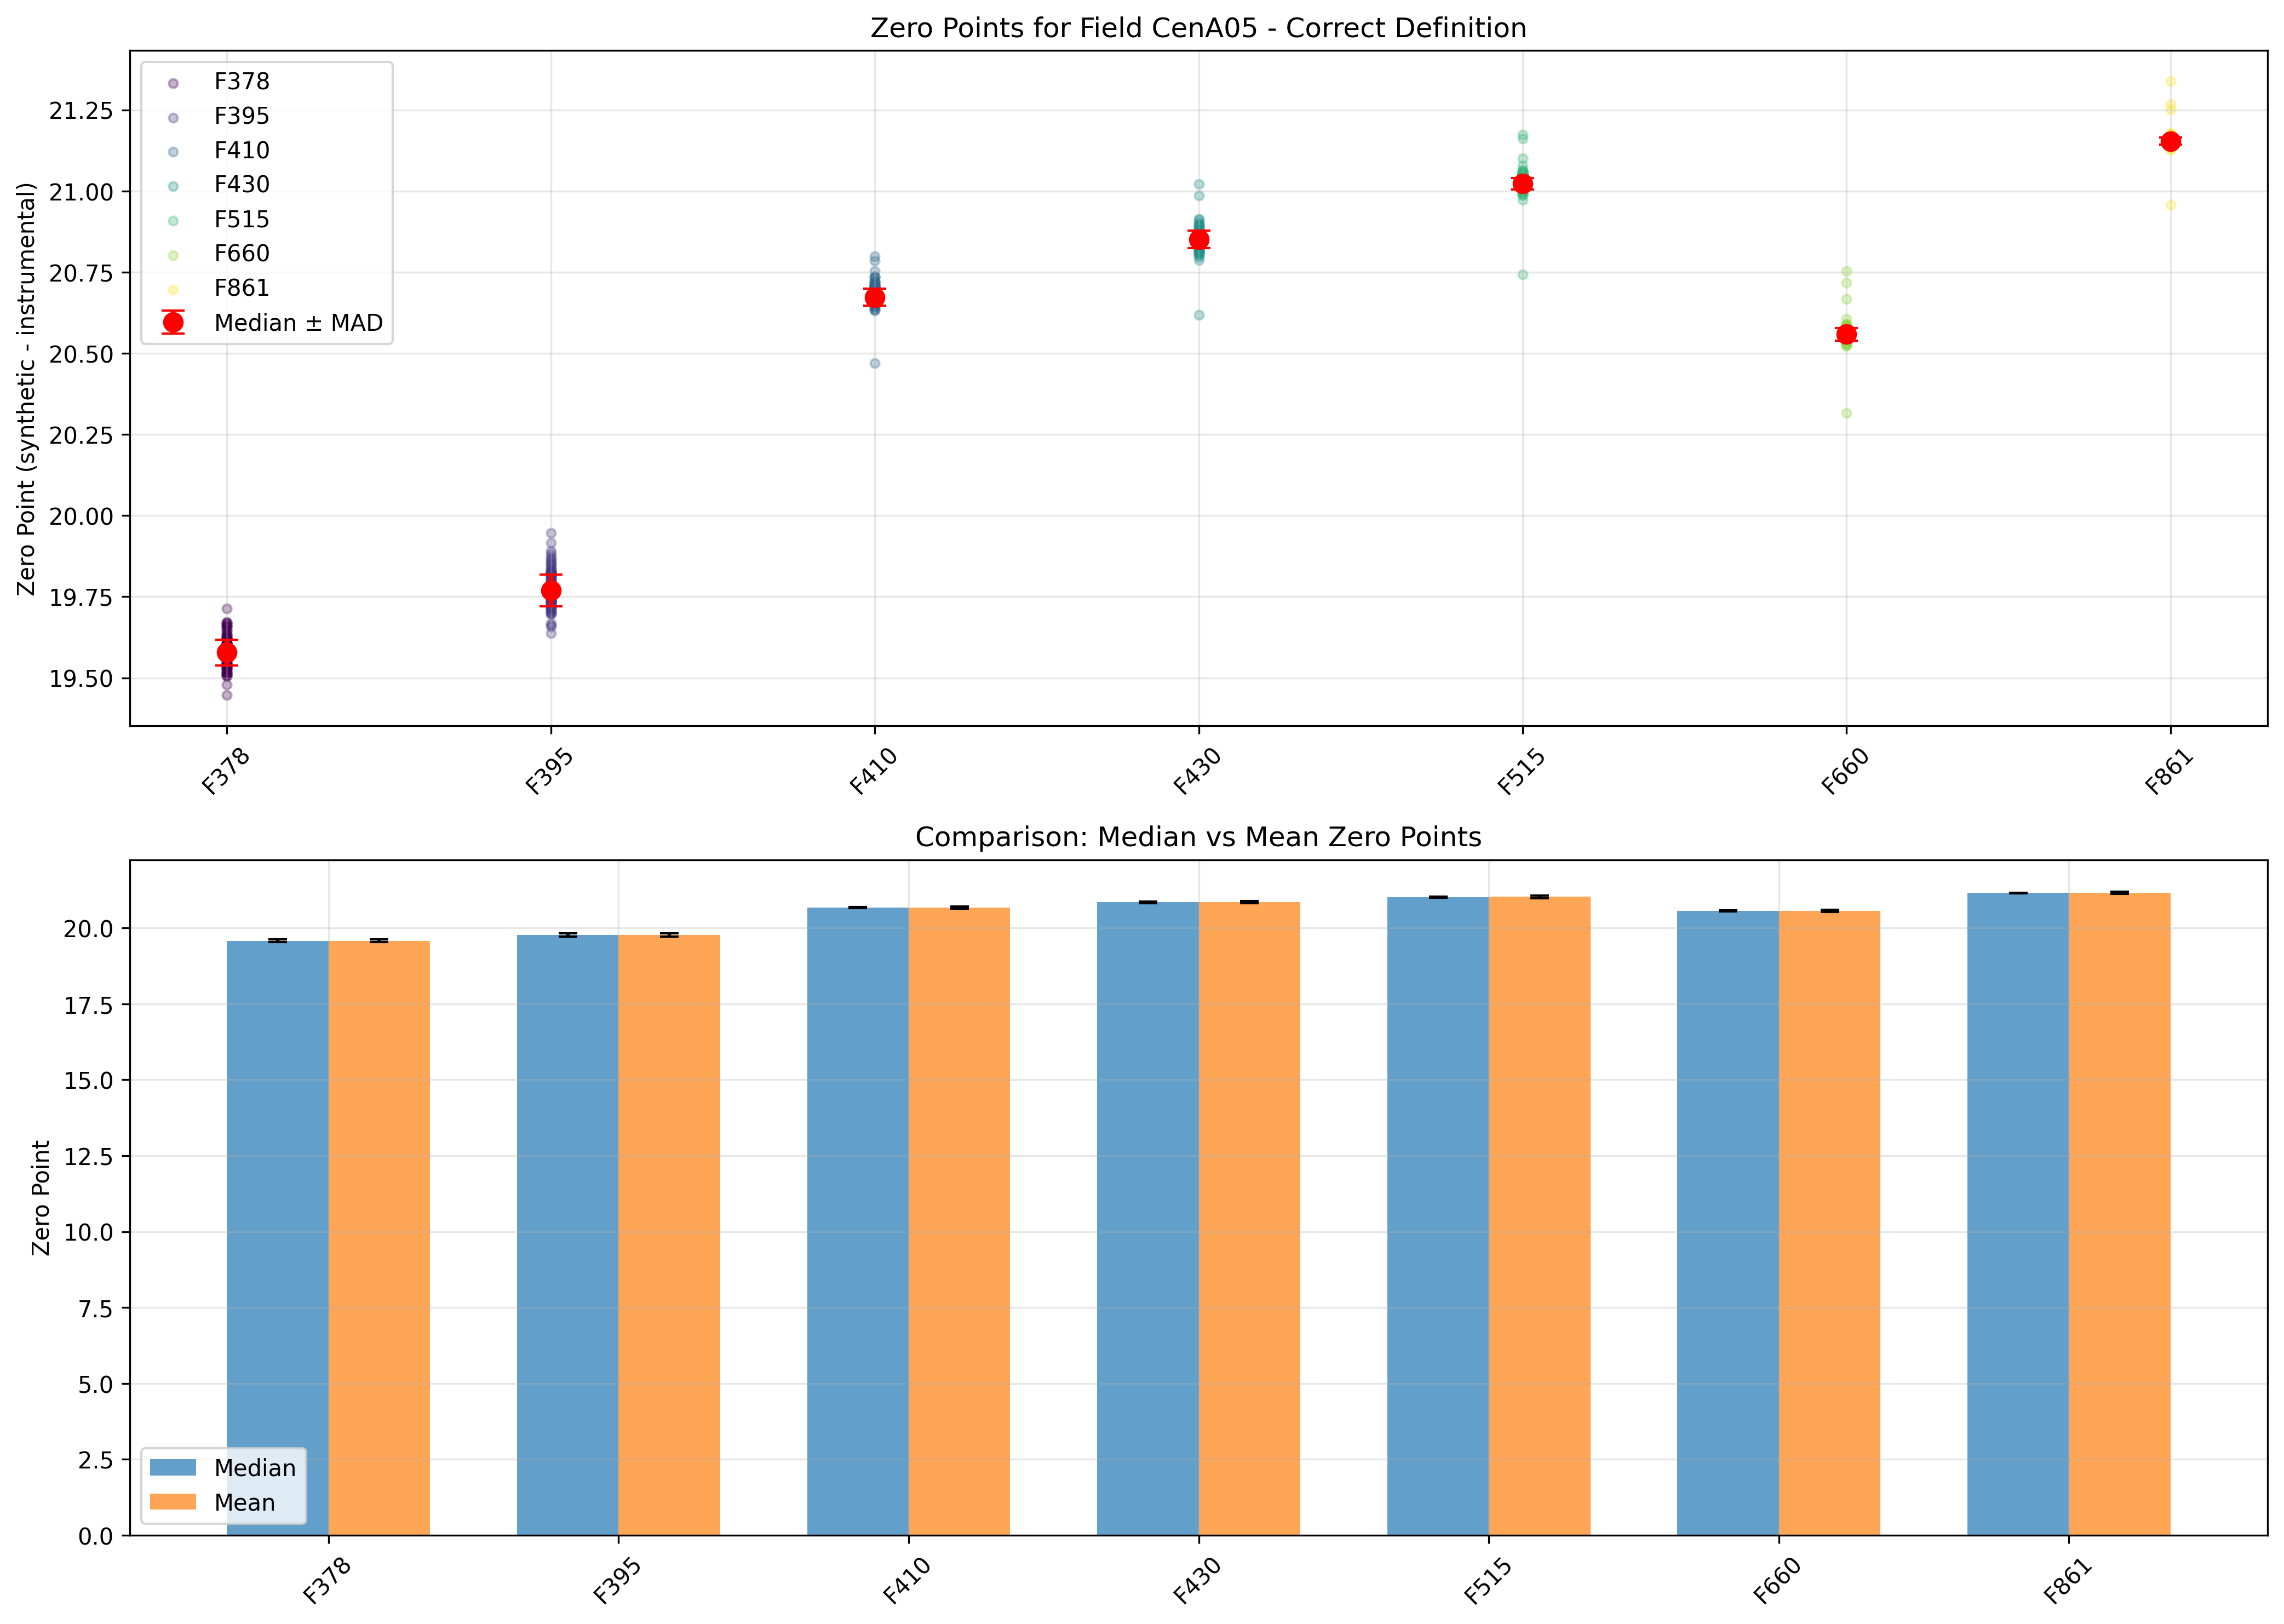 Zero Points for Field CenA05 - Correct Definition
Zero Point (synthetic - instrumental)
21.25
21.00
20.75
20.50
20.25
20.00
19.75
19.50
F378
F395
F410
F430
F515
F660
F861
Median ± MAD
F378
F395
F410
F430
F515
F660
F861
Comparison: Median vs Mean Zero Points
Zero Point
20.0
17.5
15.0
12.5
10.0
7.5
5.0
2.5
0.0
Median
Mean
F378
F395
F410
F430
F515
F660
F861